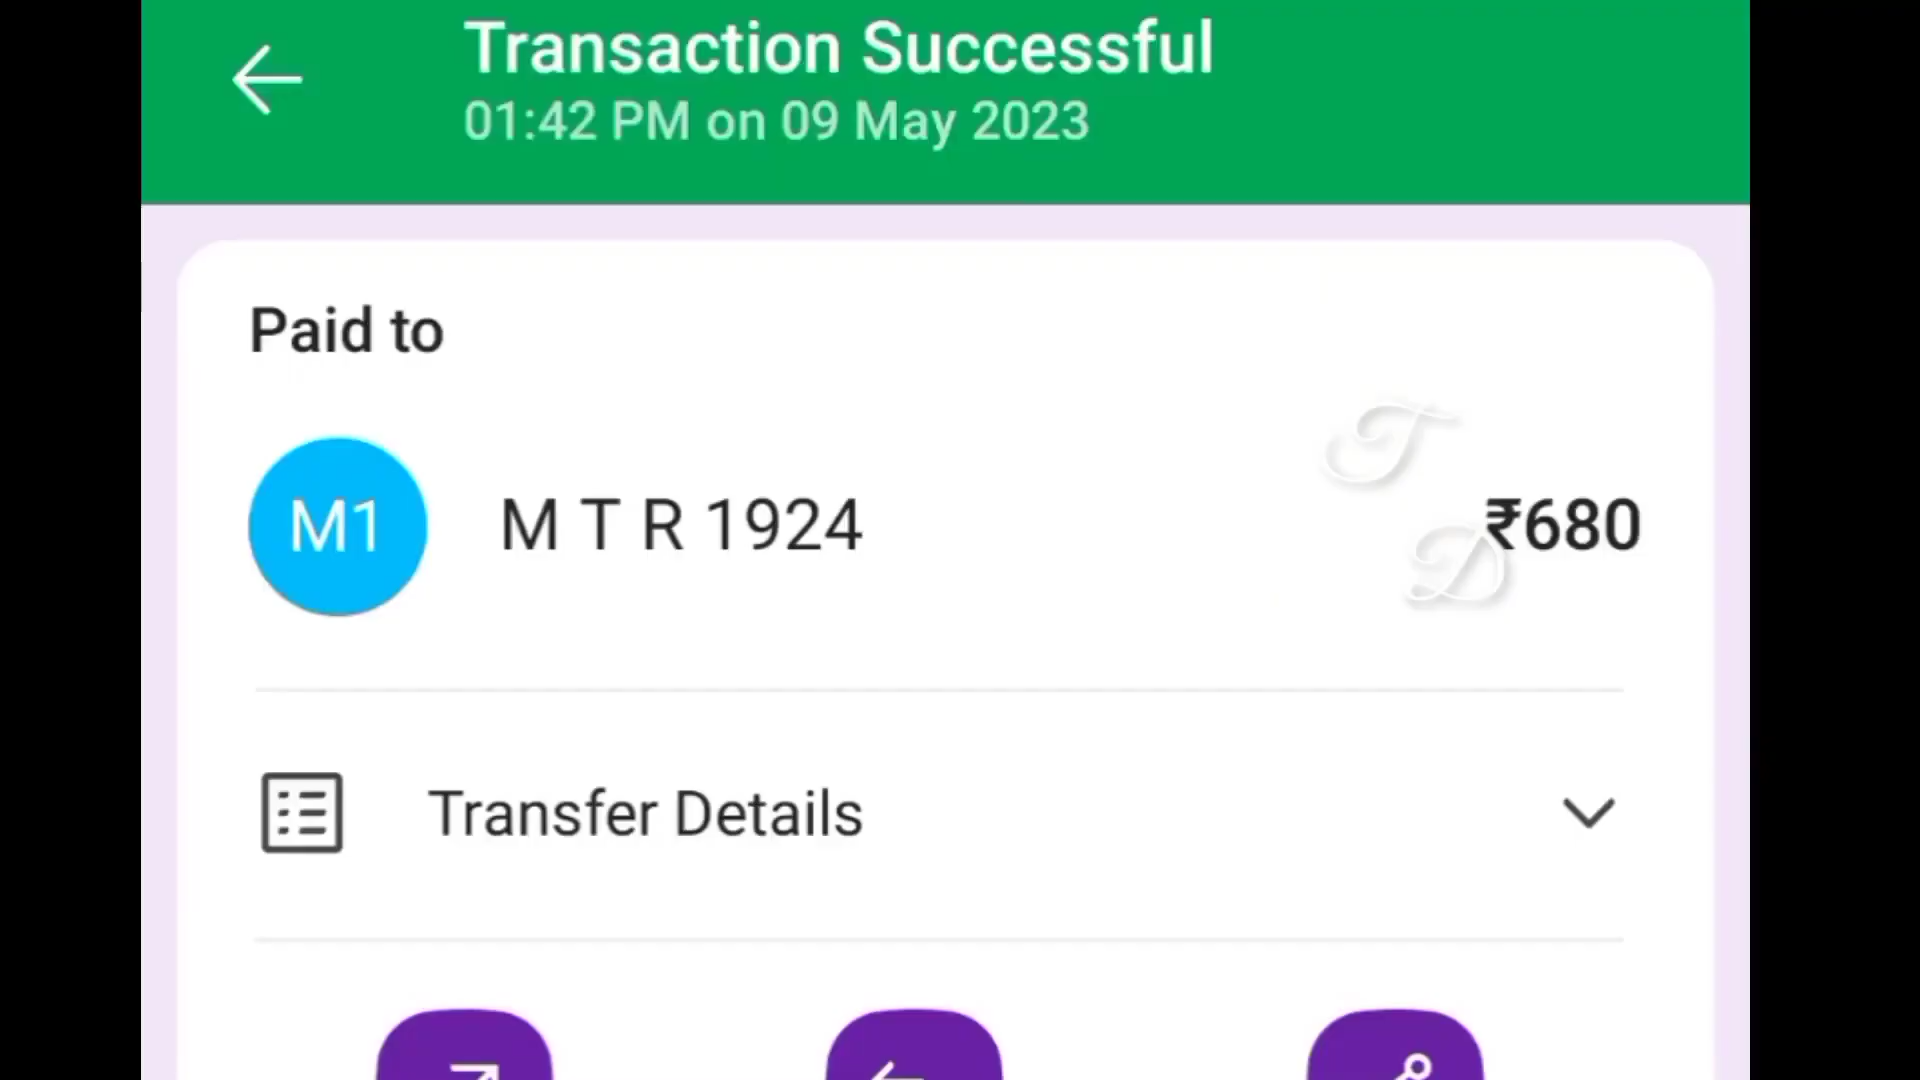 Transaction Successful
01:42 PM on 09 May 2023
Paid to
M1
M T R 1924
₹680
T
D
Transfer Details